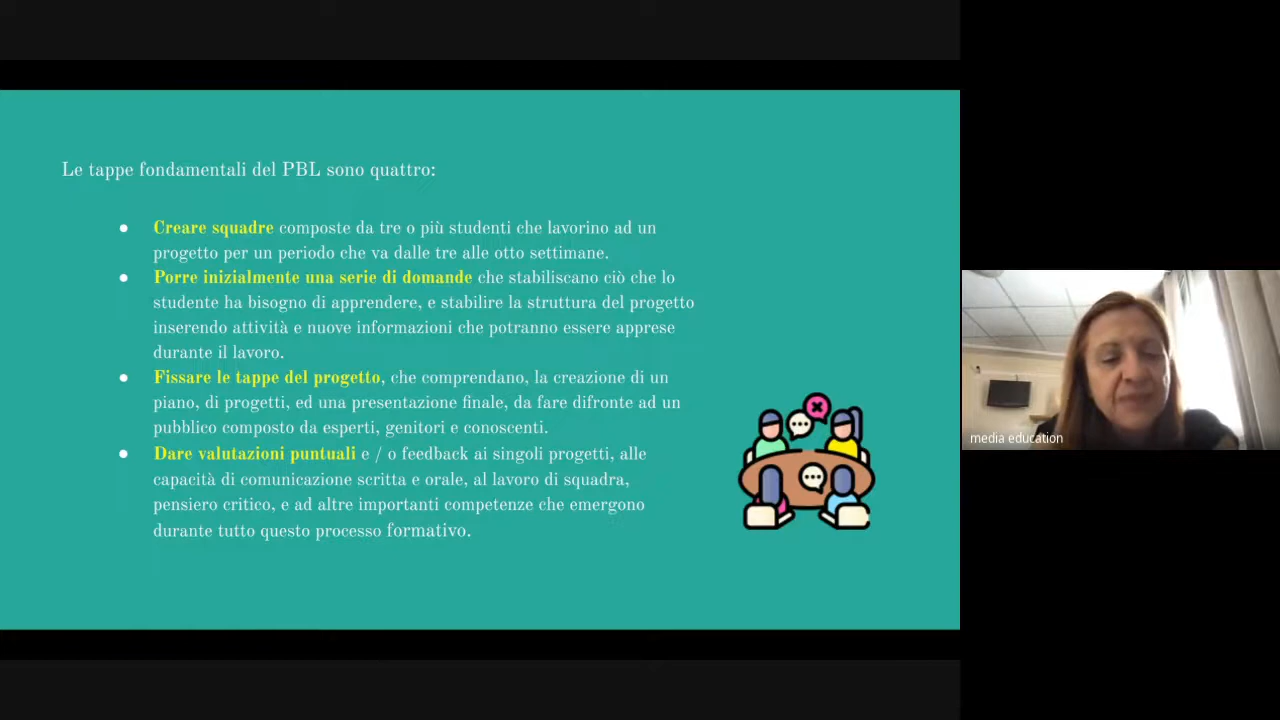 Le tappe fondamentali del PBL sono quattro:
● Creare squadre composte da tre o più studenti che lavorino ad un
progetto per un periodo che va dalle tre alle otto settimane.
● Porre inizialmente una serie di domande che stabiliscano ciò che lo
studente ha bisogno di apprendere, e stabilire la struttura del progetto
inserendo attività e nuove informazioni che potranno essere apprese
durante il lavoro.
● Fissare le tappe del progetto, che comprendano, la creazione di un
piano, di progetti, ed una presentazione finale, da fare difronte ad un
pubblico composto da esperti, genitori e conoscenti.
● Dare valutazioni puntuali e / o feedback ai singoli progetti, alle
capacità di comunicazione scritta e orale, al lavoro di squadra,
pensiero critico, e ad altre importanti competenze che emergono
durante tutto questo processo formativo.
media education